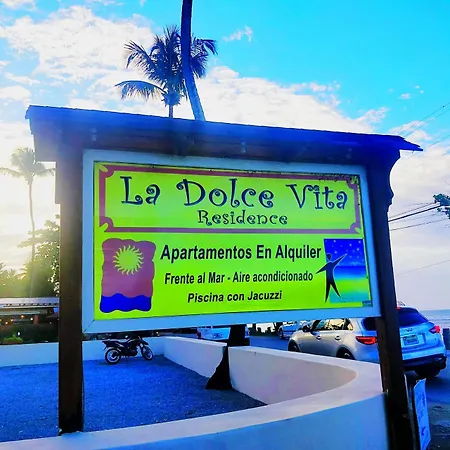 La Dolce Vita
Residence
Apartamentos En Alquiler
Frente al Mar - Aire acondicionado
Piscina con Jacuzzi